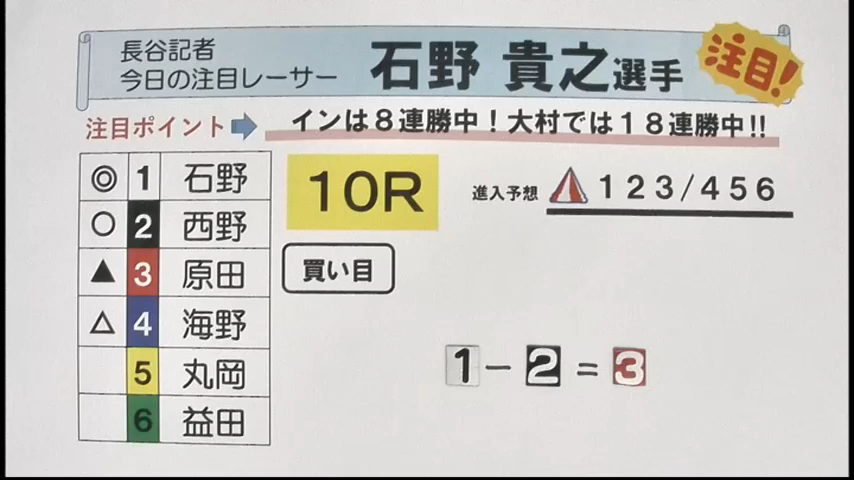 長谷記者
今日の注目レーサー
石野 貴之選手
注目!
注目ポイント
インは8連勝中!大村では18連勝中!!
◎ 1 石野
○ 2 西野
▲ 3 原田
△ 4 海野
5 丸岡
6 益田
10R
進入予想 123/456
買い目
1-2=3